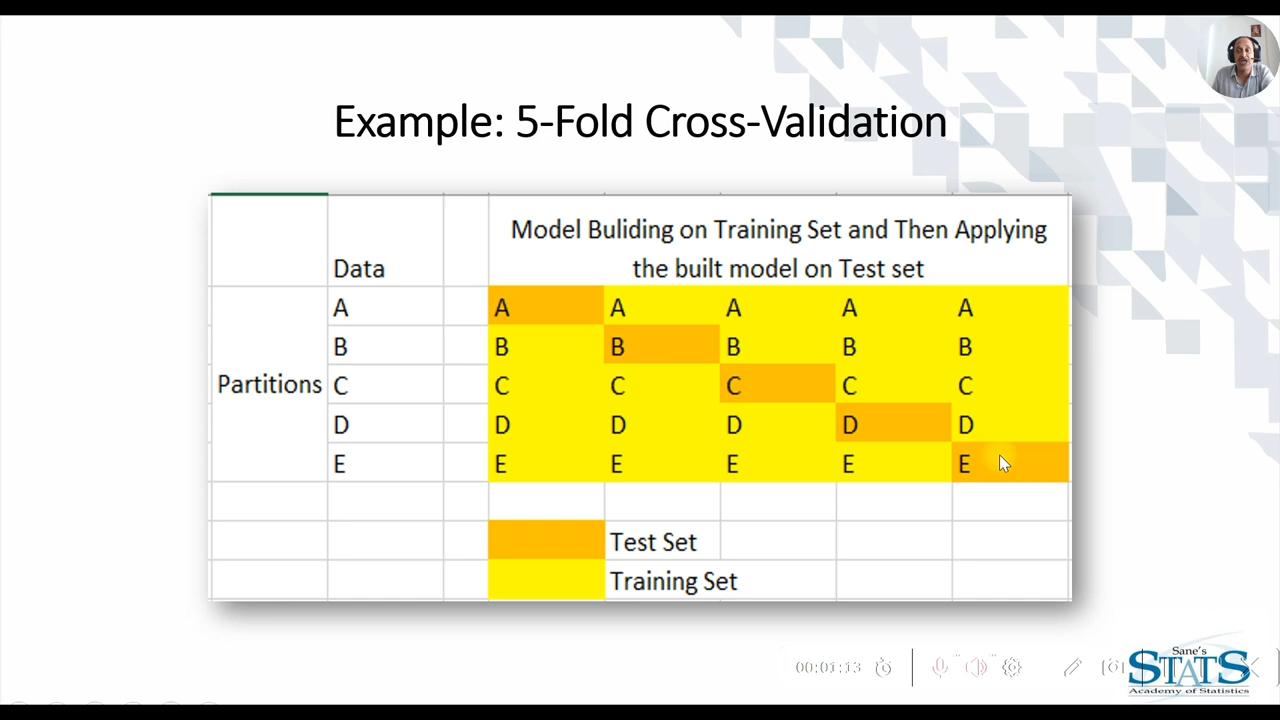 Example: 5-Fold Cross-Validation
Model Buliding on Training Set and Then Applying
Data the built model on Test set
A A A A A A
B B B B B B
Partitions C C C C C C
D D D D D D
E E E E E E
Test Set
Training Set
00:01:13
Sane's
STATS
Academy of Statistics